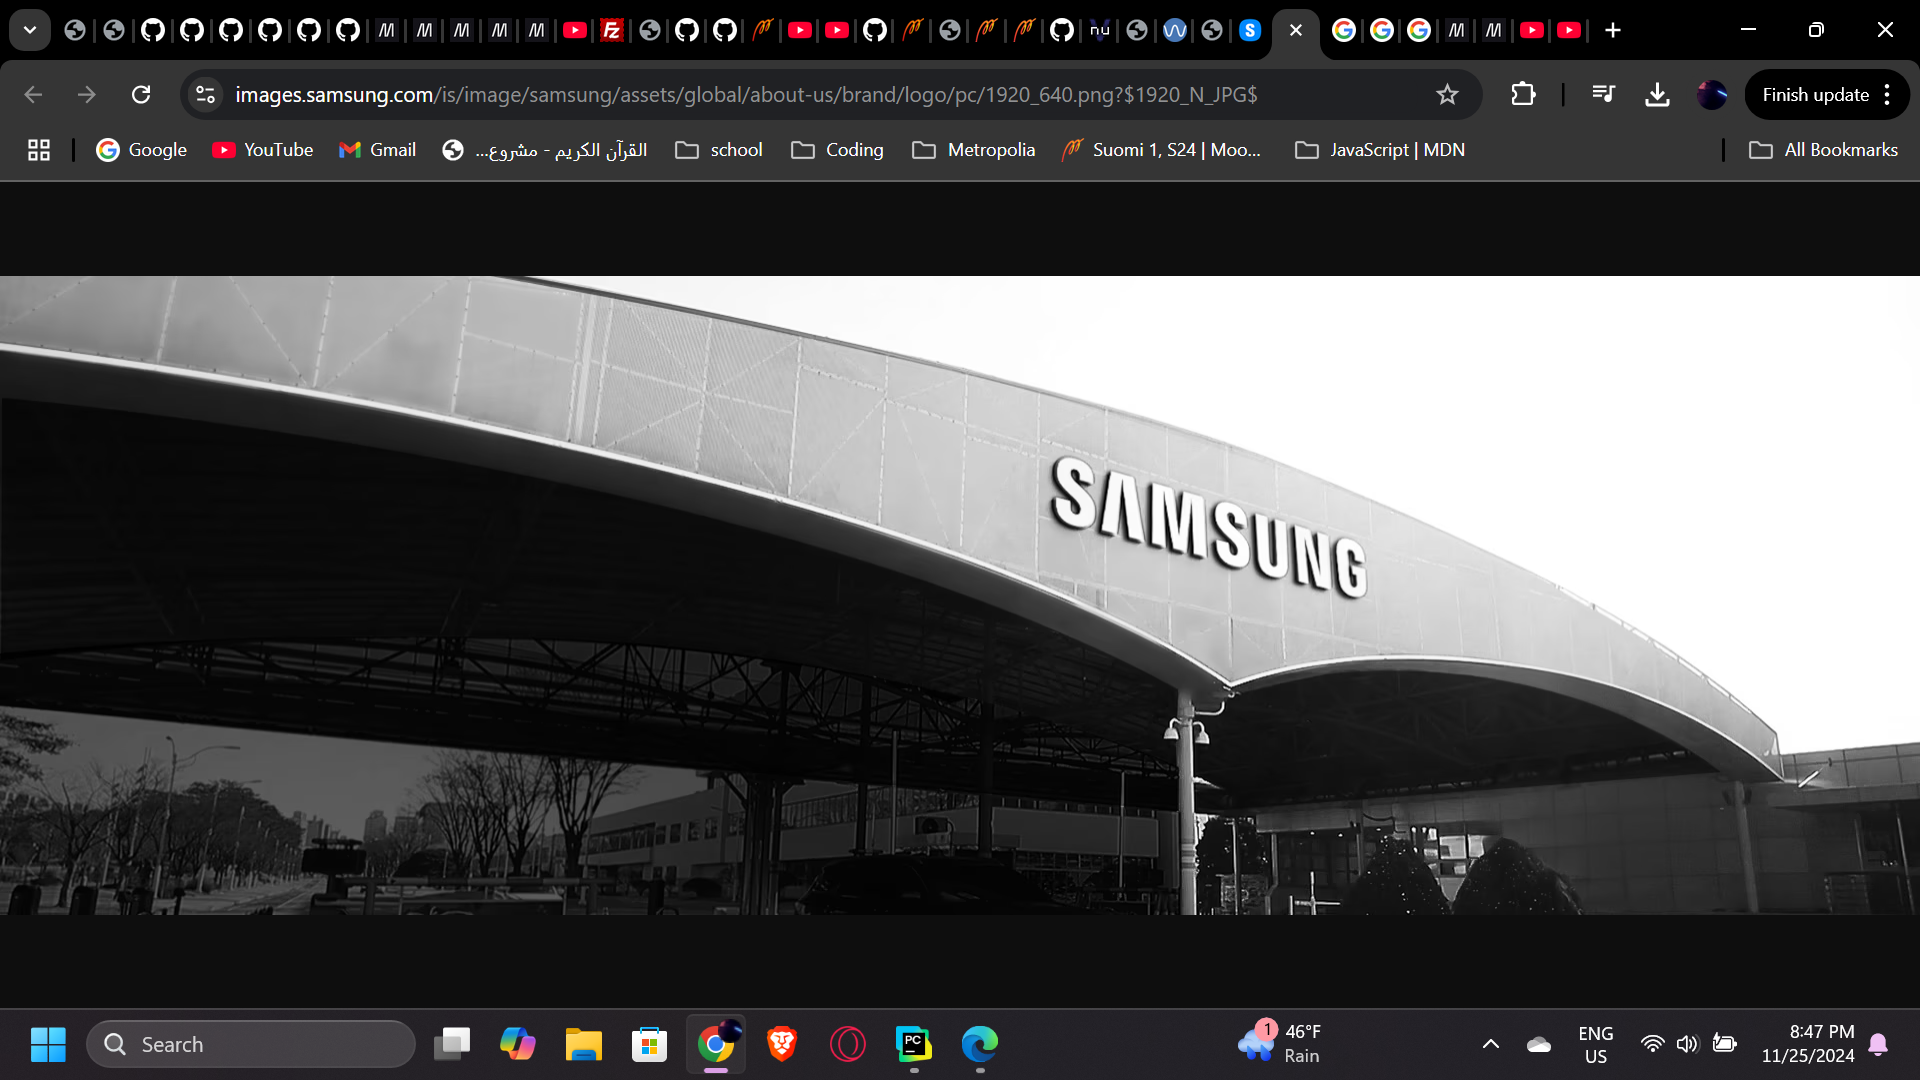 images.samsung.com/is/image/samsung/assets/global/about-us/brand/logo/pc/1920_640.png?$1920_N_JPG$
Finish update
Google
YouTube
Gmail
القرآن الكريم - مشروع...
school
Coding
Metropolia
Suomi 1, S24 | Moo...
JavaScript | MDN
All Bookmarks
SAMSUNG
Search
1
46°F
Rain
ENG
US
8:47 PM
11/25/2024